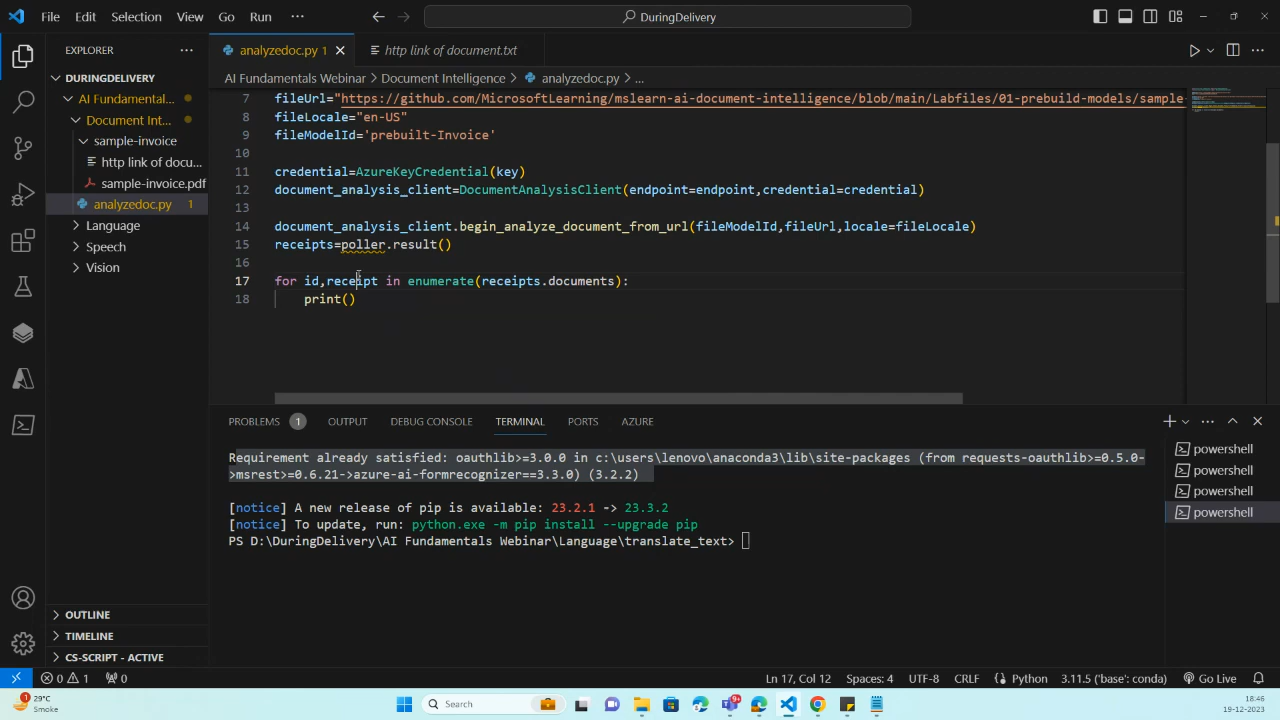 File Edit Selection View Go Run ··· DuringDelivery
EXPLORER ···
DURINGDELIVERY
AI Fundamental...
Document Int...
sample-invoice
http link of docu...
sample-invoice.pdf
analyzedoc.py 1
Language
Speech
Vision
OUTLINE
TIMELINE
CS-SCRIPT - ACTIVE
analyzedoc.py 1 http link of document.txt
AI Fundamentals Webinar > Document Intelligence > analyzedoc.py > ...
7 fileUrl="https://github.com/MicrosoftLearning/mslearn-ai-document-intelligence/blob/main/Labfiles/01-prebuild-models/sample-
8 fileLocale="en-US"
9 fileModelId='prebuilt-Invoice'
10
11 credential=AzureKeyCredential(key)
12 document_analysis_client=DocumentAnalysisClient(endpoint=endpoint,credential=credential)
13
14 document_analysis_client.begin_analyze_document_from_url(fileModelId,fileUrl,locale=fileLocale)
15 receipts=poller.result()
16
17 for id,receipt in enumerate(receipts.documents):
18 print()
PROBLEMS 1 OUTPUT DEBUG CONSOLE TERMINAL PORTS AZURE
Requirement already satisfied: oauthlib>=3.0.0 in c:\users\lenovo\anaconda3\lib\site-packages (from requests-oauthlib>=0.5.0-
>msrest>=0.6.21->azure-ai-formrecognizer==3.3.0) (3.2.2)
[notice] A new release of pip is available: 23.2.1 -> 23.3.2
[notice] To update, run: python.exe -m pip install --upgrade pip
PS D:\DuringDelivery\AI Fundamentals Webinar\Language\translate_text>
powershell
powershell
powershell
powershell
0 1 0 Ln 17, Col 12 Spaces: 4 UTF-8 CRLF Python 3.11.5 ('base': conda) Go Live
29°C
Smoke
Search
18:46
19-12-2023